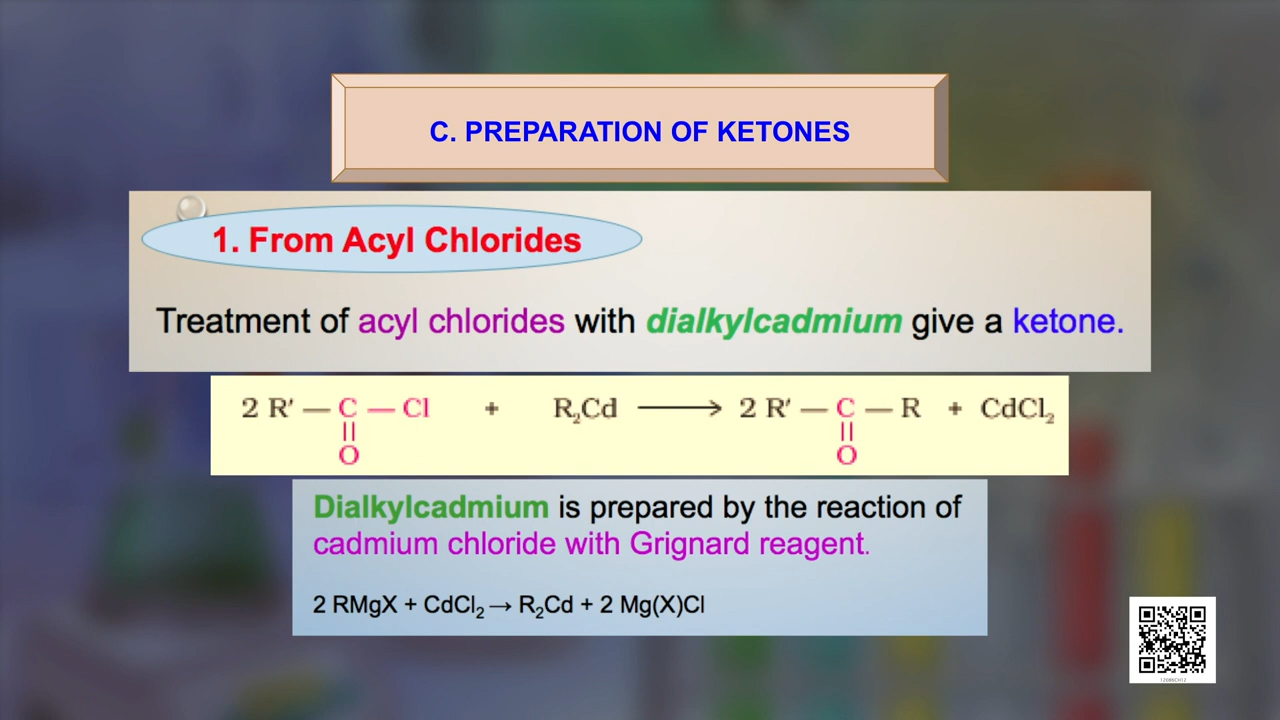 C. PREPARATION OF KETONES
1. From Acyl Chlorides
Treatment of acyl chlorides with dialkylcadmium give a ketone.
2 R′ — C — Cl + R₂Cd ⟶ 2 R′ — C — R + CdCl₂
|| ||
O O
Dialkylcadmium is prepared by the reaction of
cadmium chloride with Grignard reagent.
2 RMgX + CdCl₂ → R₂Cd + 2 Mg(X)Cl